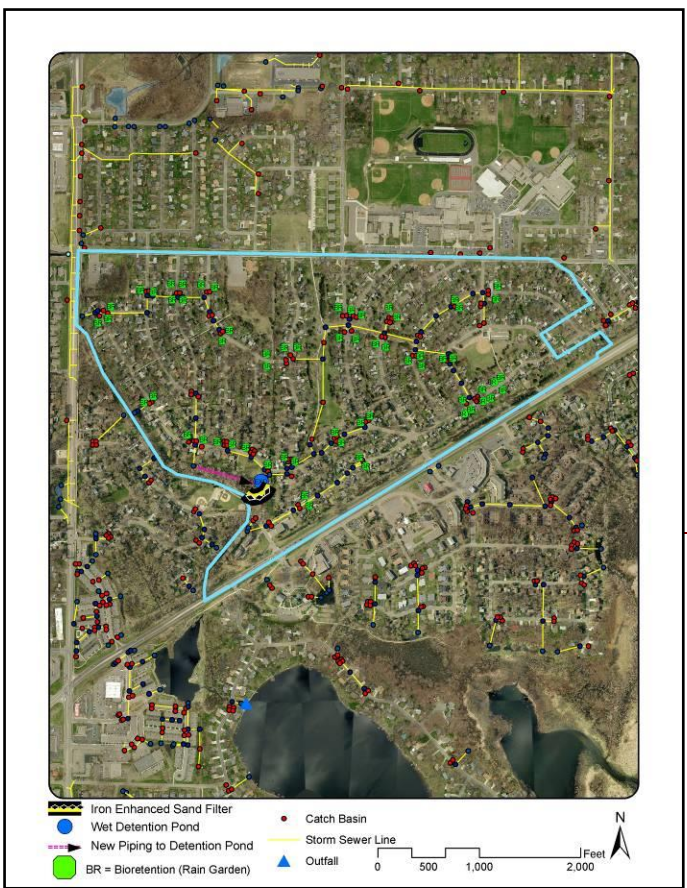 Iron Enhanced Sand Filter
Wet Detention Pond
New Piping to Detention Pond
BR = Bioretention (Rain Garden)
Catch Basin
Storm Sewer Line
Outfall
N
Feet
0 500 1,000 2,000